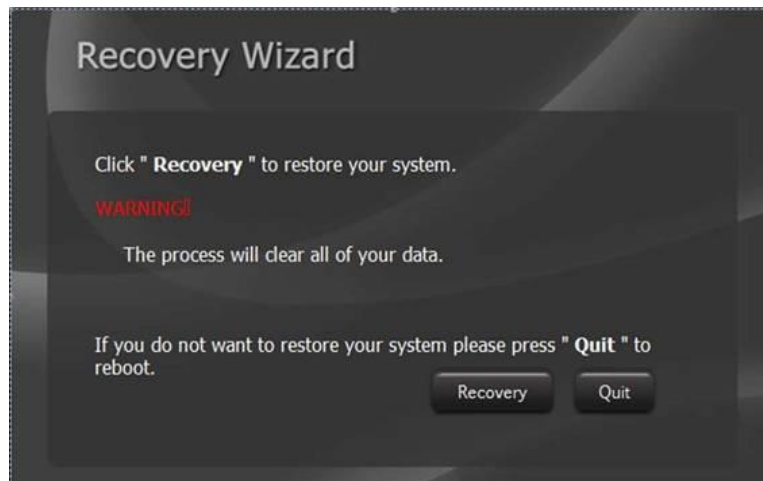 Recovery Wizard
Click " Recovery " to restore your system.
WARNING!
The process will clear all of your data.
If you do not want to restore your system please press " Quit " to
reboot.
Recovery
Quit